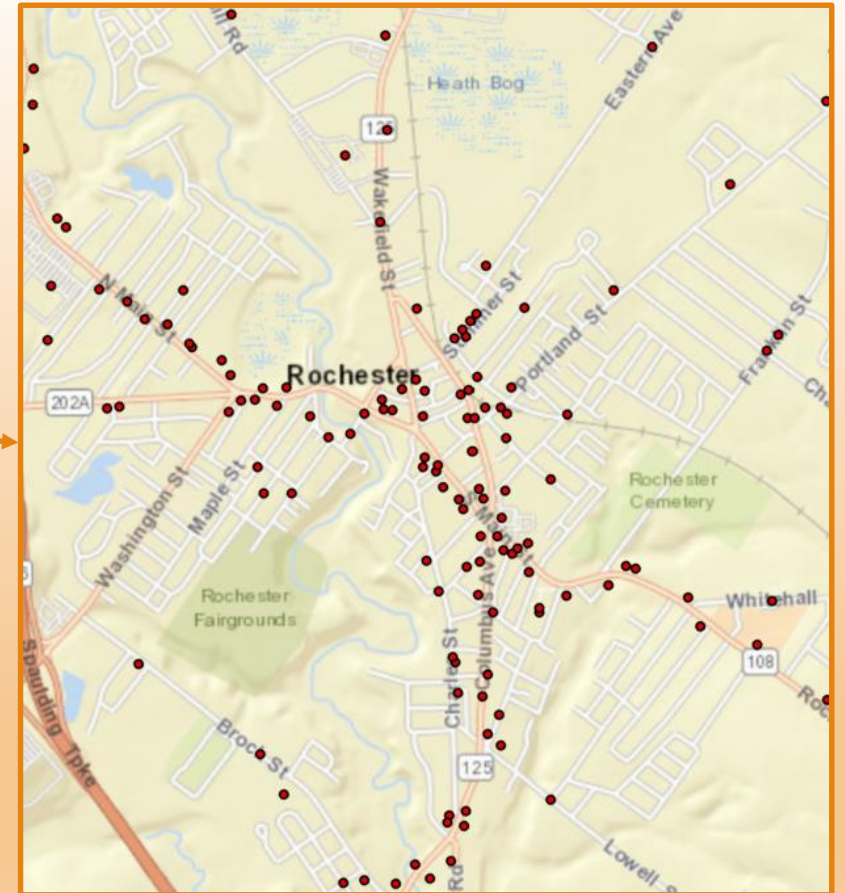 ill Rd
Eastern Ave
Heath Bog
125
Wakefield St
N Main St
Summer St
Portland St
Franklin St
Rochester
202A
Maple St
Washington St
Rochester
Cemetery
S Main St
Rochester
Fairgrounds
Columbus Ave
Whitehall
108
Charles St
Spaulding Tpke
Brock St
125
Lowell
Rd